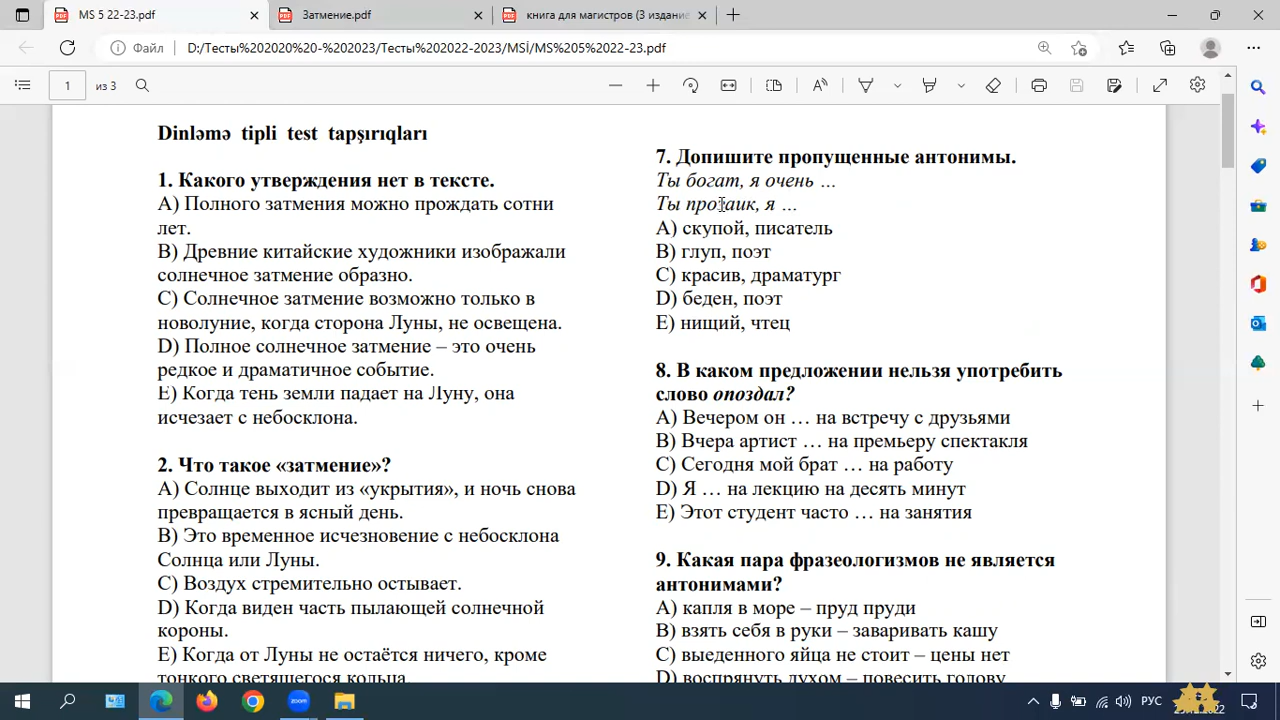 MS 5 22-23.pdf
Затмение.pdf
книга для магистров (3 издание
Файл
D:/Тесты%202020%20-%202023/Тесты%202022-2023/MSİ/MS%205%2022-23.pdf
1 из 3
Dinləmə tipli test tapşırıqları
1. Какого утверждения нет в тексте.
A) Полного затмения можно прождать сотни
лет.
B) Древние китайские художники изображали
солнечное затмение образно.
C) Солнечное затмение возможно только в
новолуние, когда сторона Луны, не освещена.
D) Полное солнечное затмение – это очень
редкое и драматичное событие.
E) Когда тень земли падает на Луну, она
исчезает с небосклона.
2. Что такое «затмение»?
A) Солнце выходит из «укрытия», и ночь снова
превращается в ясный день.
B) Это временное исчезновение с небосклона
Солнца или Луны.
C) Воздух стремительно остывает.
D) Когда виден часть пылающей солнечной
короны.
E) Когда от Луны не остаётся ничего, кроме
тонкого светящегося кольца.
7. Допишите пропущенные антонимы.
Ты богат, я очень …
Ты прозаик, я …
A) скупой, писатель
B) глуп, поэт
C) красив, драматург
D) беден, поэт
E) нищий, чтец
8. В каком предложении нельзя употребить
слово опоздал?
A) Вечером он … на встречу с друзьями
B) Вчера артист … на премьеру спектакля
C) Сегодня мой брат … на работу
D) Я … на лекцию на десять минут
E) Этот студент часто … на занятия
9. Какая пара фразеологизмов не является
антонимами?
A) капля в море – пруд пруди
B) взять себя в руки – заваривать кашу
C) выеденного яйца не стоит – цены нет
D) воспрянуть духом – повесить голову
zoom
РУС